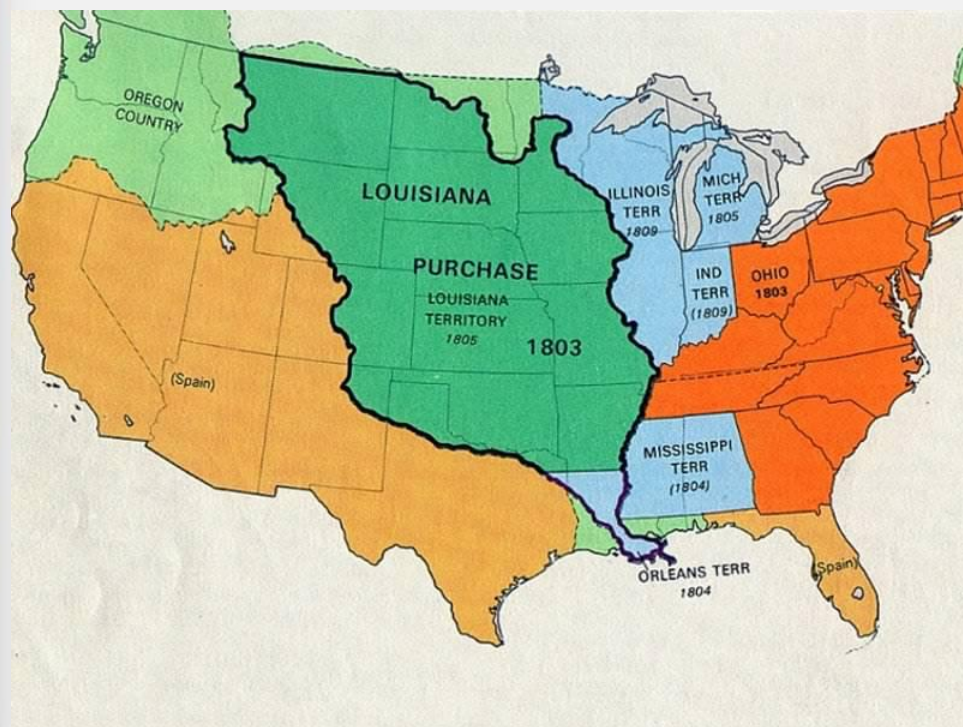 OREGON
COUNTRY
LOUISIANA
PURCHASE
LOUISIANA
TERRITORY
1805
1803
ILLINOIS
TERR
1809
MICH
TERR
1805
IND
TERR
(1809)
OHIO
1803
(Spain)
MISSISSIPPI
TERR
(1804)
ORLEANS TERR
1804
(Spain)